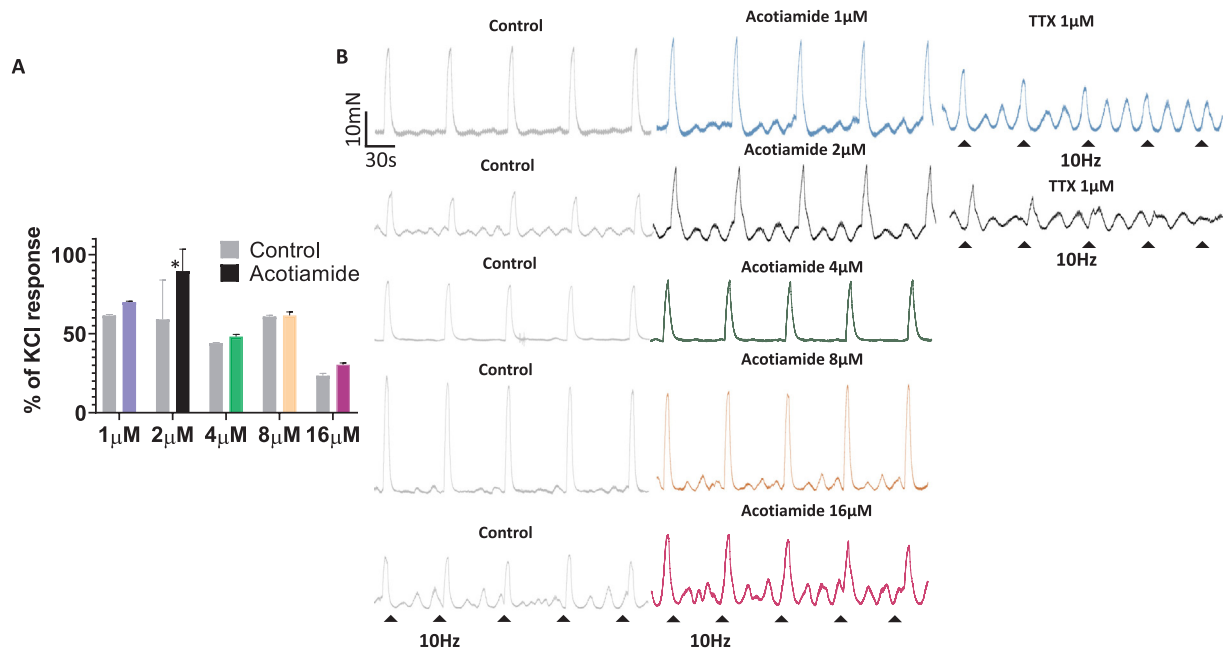 A
% of KCl response
100
50
0
Control
Acotiamide
*
1μM 2μM 4μM 8μM 16μM
B
Control
Acotiamide 1μM
TTX 1μM
10mN
30s
10Hz
Control
Acotiamide 2μM
TTX 1μM
10Hz
Control
Acotiamide 4μM
Control
Acotiamide 8μM
Control
Acotiamide 16μM
10Hz
10Hz